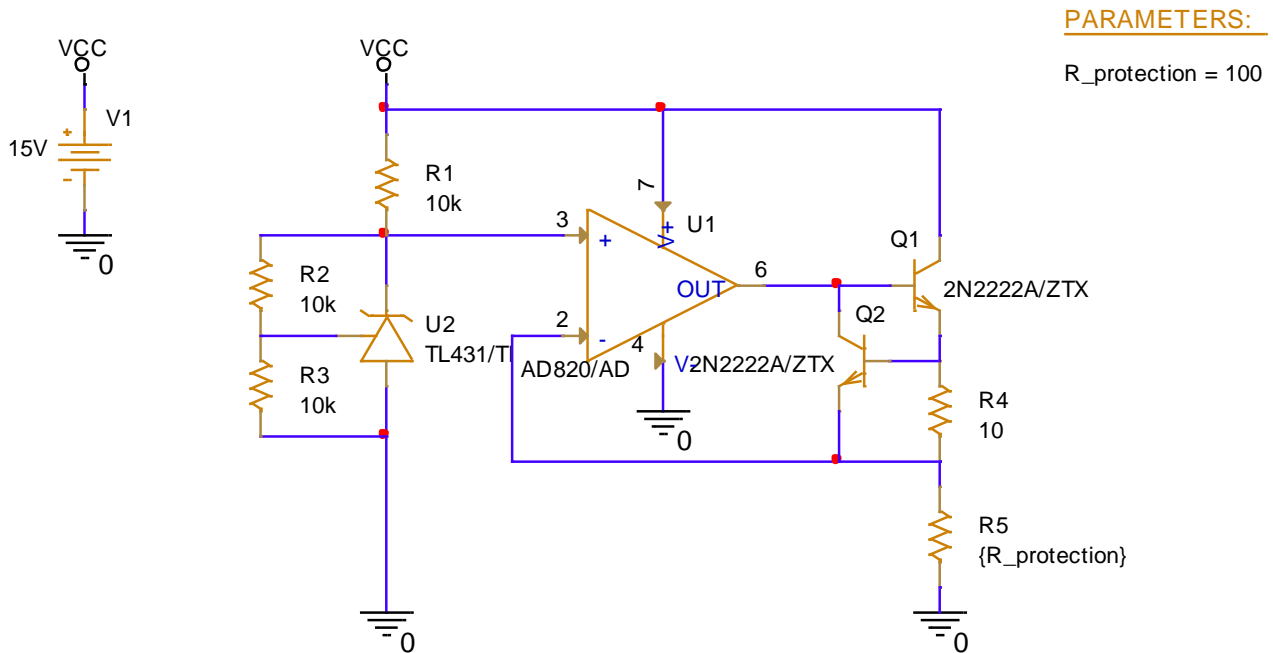 PARAMETERS:
R_protection = 100
VCC
VCC
V1
+
15V
-
0
R1
10k
7
3
+
V+
U1
R2
10k
Q1
6
OUT
2N2222A/ZTX
Q2
U2
TL431/TI
2
-
4
AD820/AD
V-
2N2222A/ZTX
R3
10k
0
R4
10
R5
{R_protection}
0
0